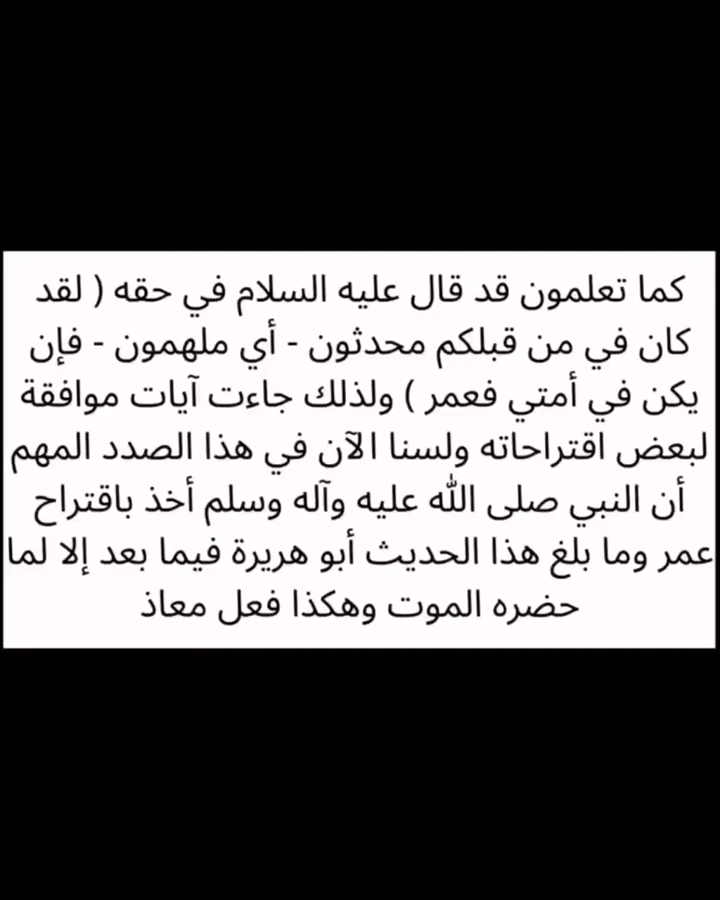 كما تعلمون قد قال عليه السلام في حقه ( لقد
كان في من قبلكم محدثون - أي ملهمون - فإن
يكن في أمتي فعمر ) ولذلك جاءت آيات موافقة
لبعض اقتراحاته ولسنا الآن في هذا الصدد المهم
أن النبي صلى الله عليه وآله وسلم أخذ باقتراح
عمر وما بلغ هذا الحديث أبو هريرة فيما بعد إلا لما
حضره الموت وهكذا فعل معاذ